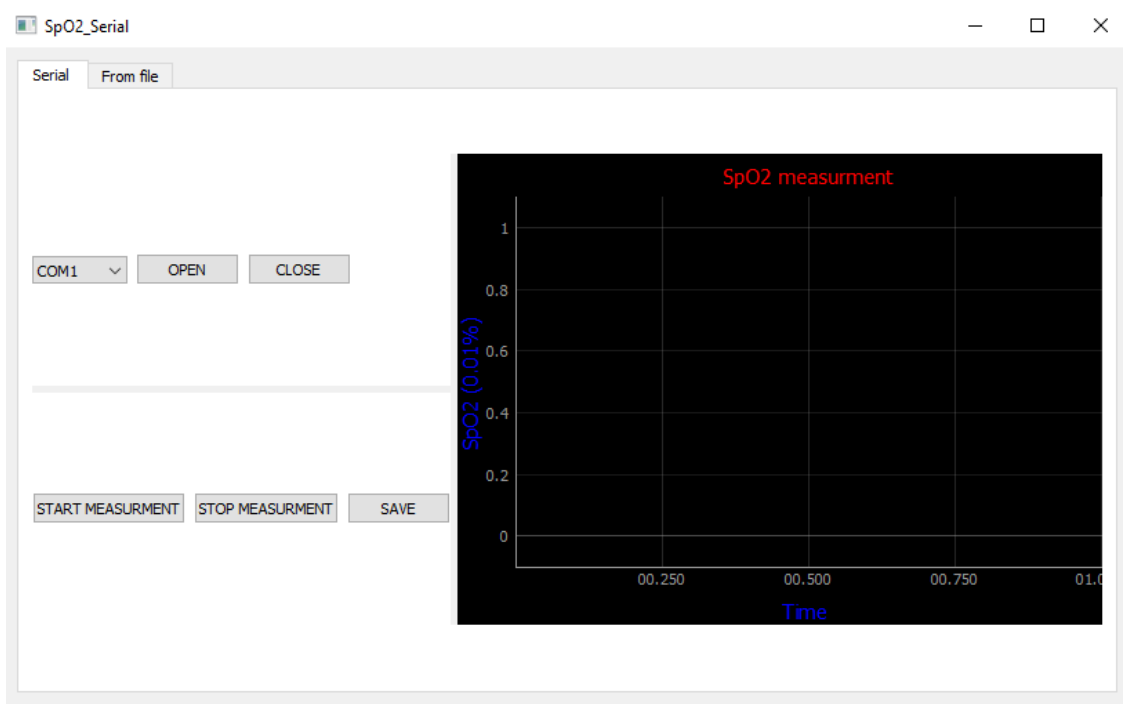 SpO2_Serial
Serial
From file
COM1
OPEN
CLOSE
START MEASURMENT
STOP MEASURMENT
SAVE
SpO2 measurment
SpO2 (0.01%)
1
0.8
0.6
0.4
0.2
0
00.250
00.500
00.750
Time